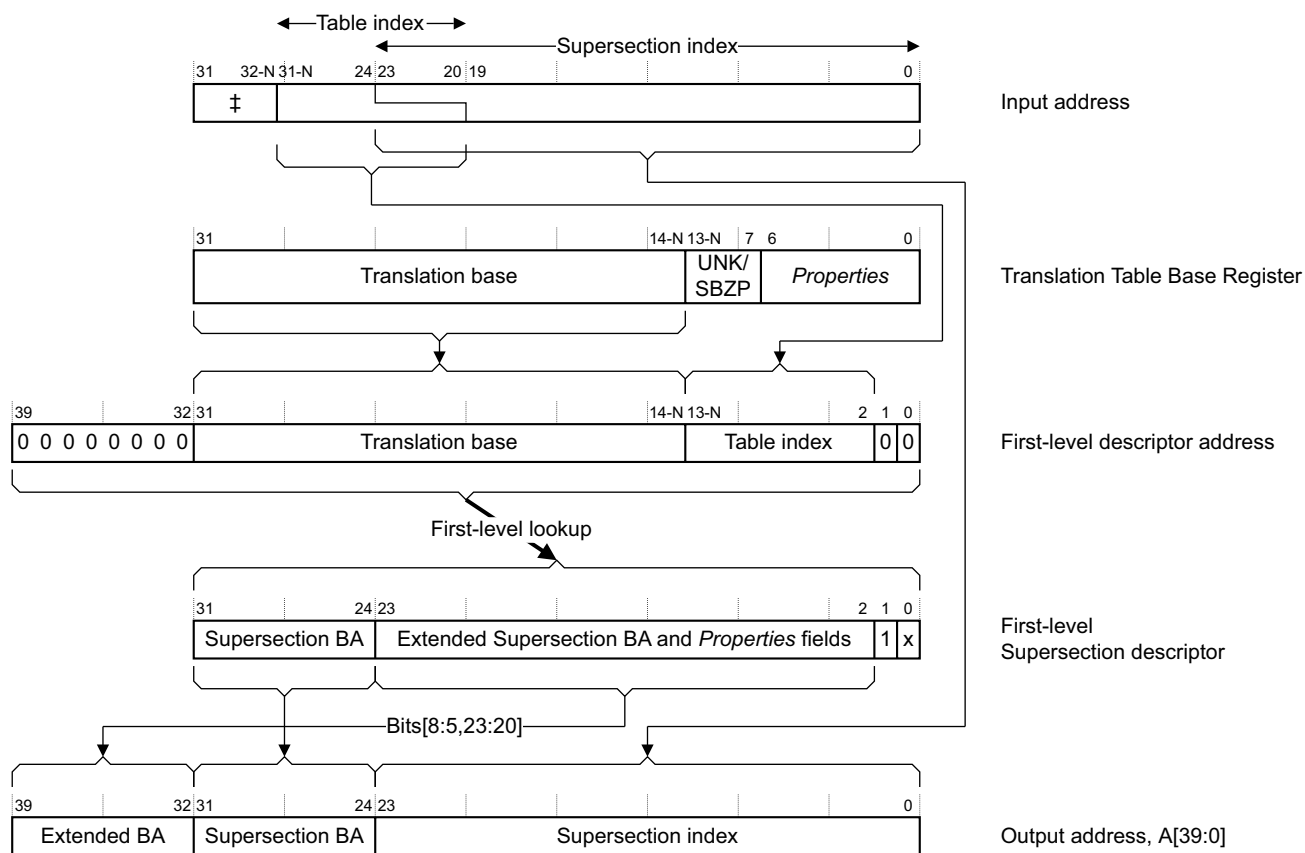 Table index
Supersection index
31 32-N 31-N 24 23 20 19 0
‡ Input address
31 14-N 13-N 7 6 0
Translation base UNK/ SBZP Properties Translation Table Base Register
39 32 31 14-N 13-N 2 1 0
0 0 0 0 0 0 0 0 Translation base Table index 0 0 First-level descriptor address
First-level lookup
31 24 23 2 1 0
Supersection BA Extended Supersection BA and Properties fields 1 x First-level Supersection descriptor
Bits[8:5,23:20]
39 32 31 24 23 0
Extended BA Supersection BA Supersection index Output address, A[39:0]